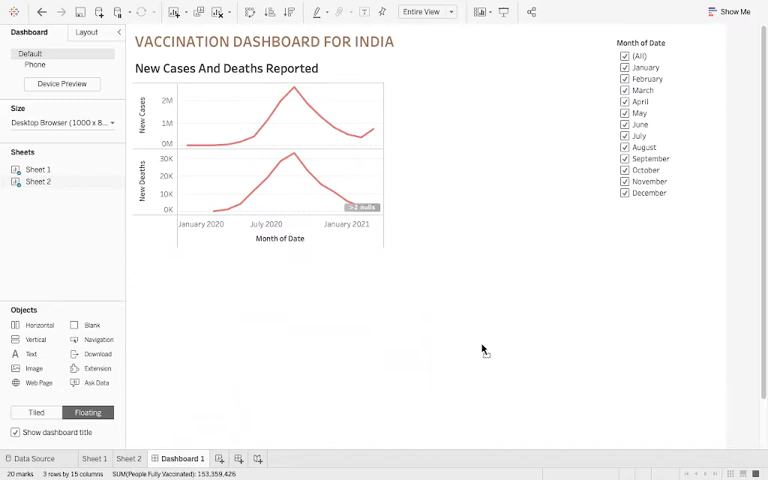 Entire View
Show Me
Dashboard
Layout
Default
Phone
Device Preview
Size
Desktop Browser (1000 x 8...
Sheets
Sheet 1
Sheet 2
Objects
Horizontal
Blank
Vertical
Navigation
Text
Download
Image
Extension
Web Page
Ask Data
Tiled
Floating
Show dashboard title
VACCINATION DASHBOARD FOR INDIA
New Cases And Deaths Reported
New Cases
2M
1M
0M
New Deaths
30K
20K
10K
0K
>2 nulls
January 2020
July 2020
January 2021
Month of Date
Month of Date
(All)
January
February
March
April
May
June
July
August
September
October
November
December
Data Source
Sheet 1
Sheet 2
Dashboard 1
20 marks
3 rows by 15 columns
SUM(People Fully Vaccinated): 153,359,426